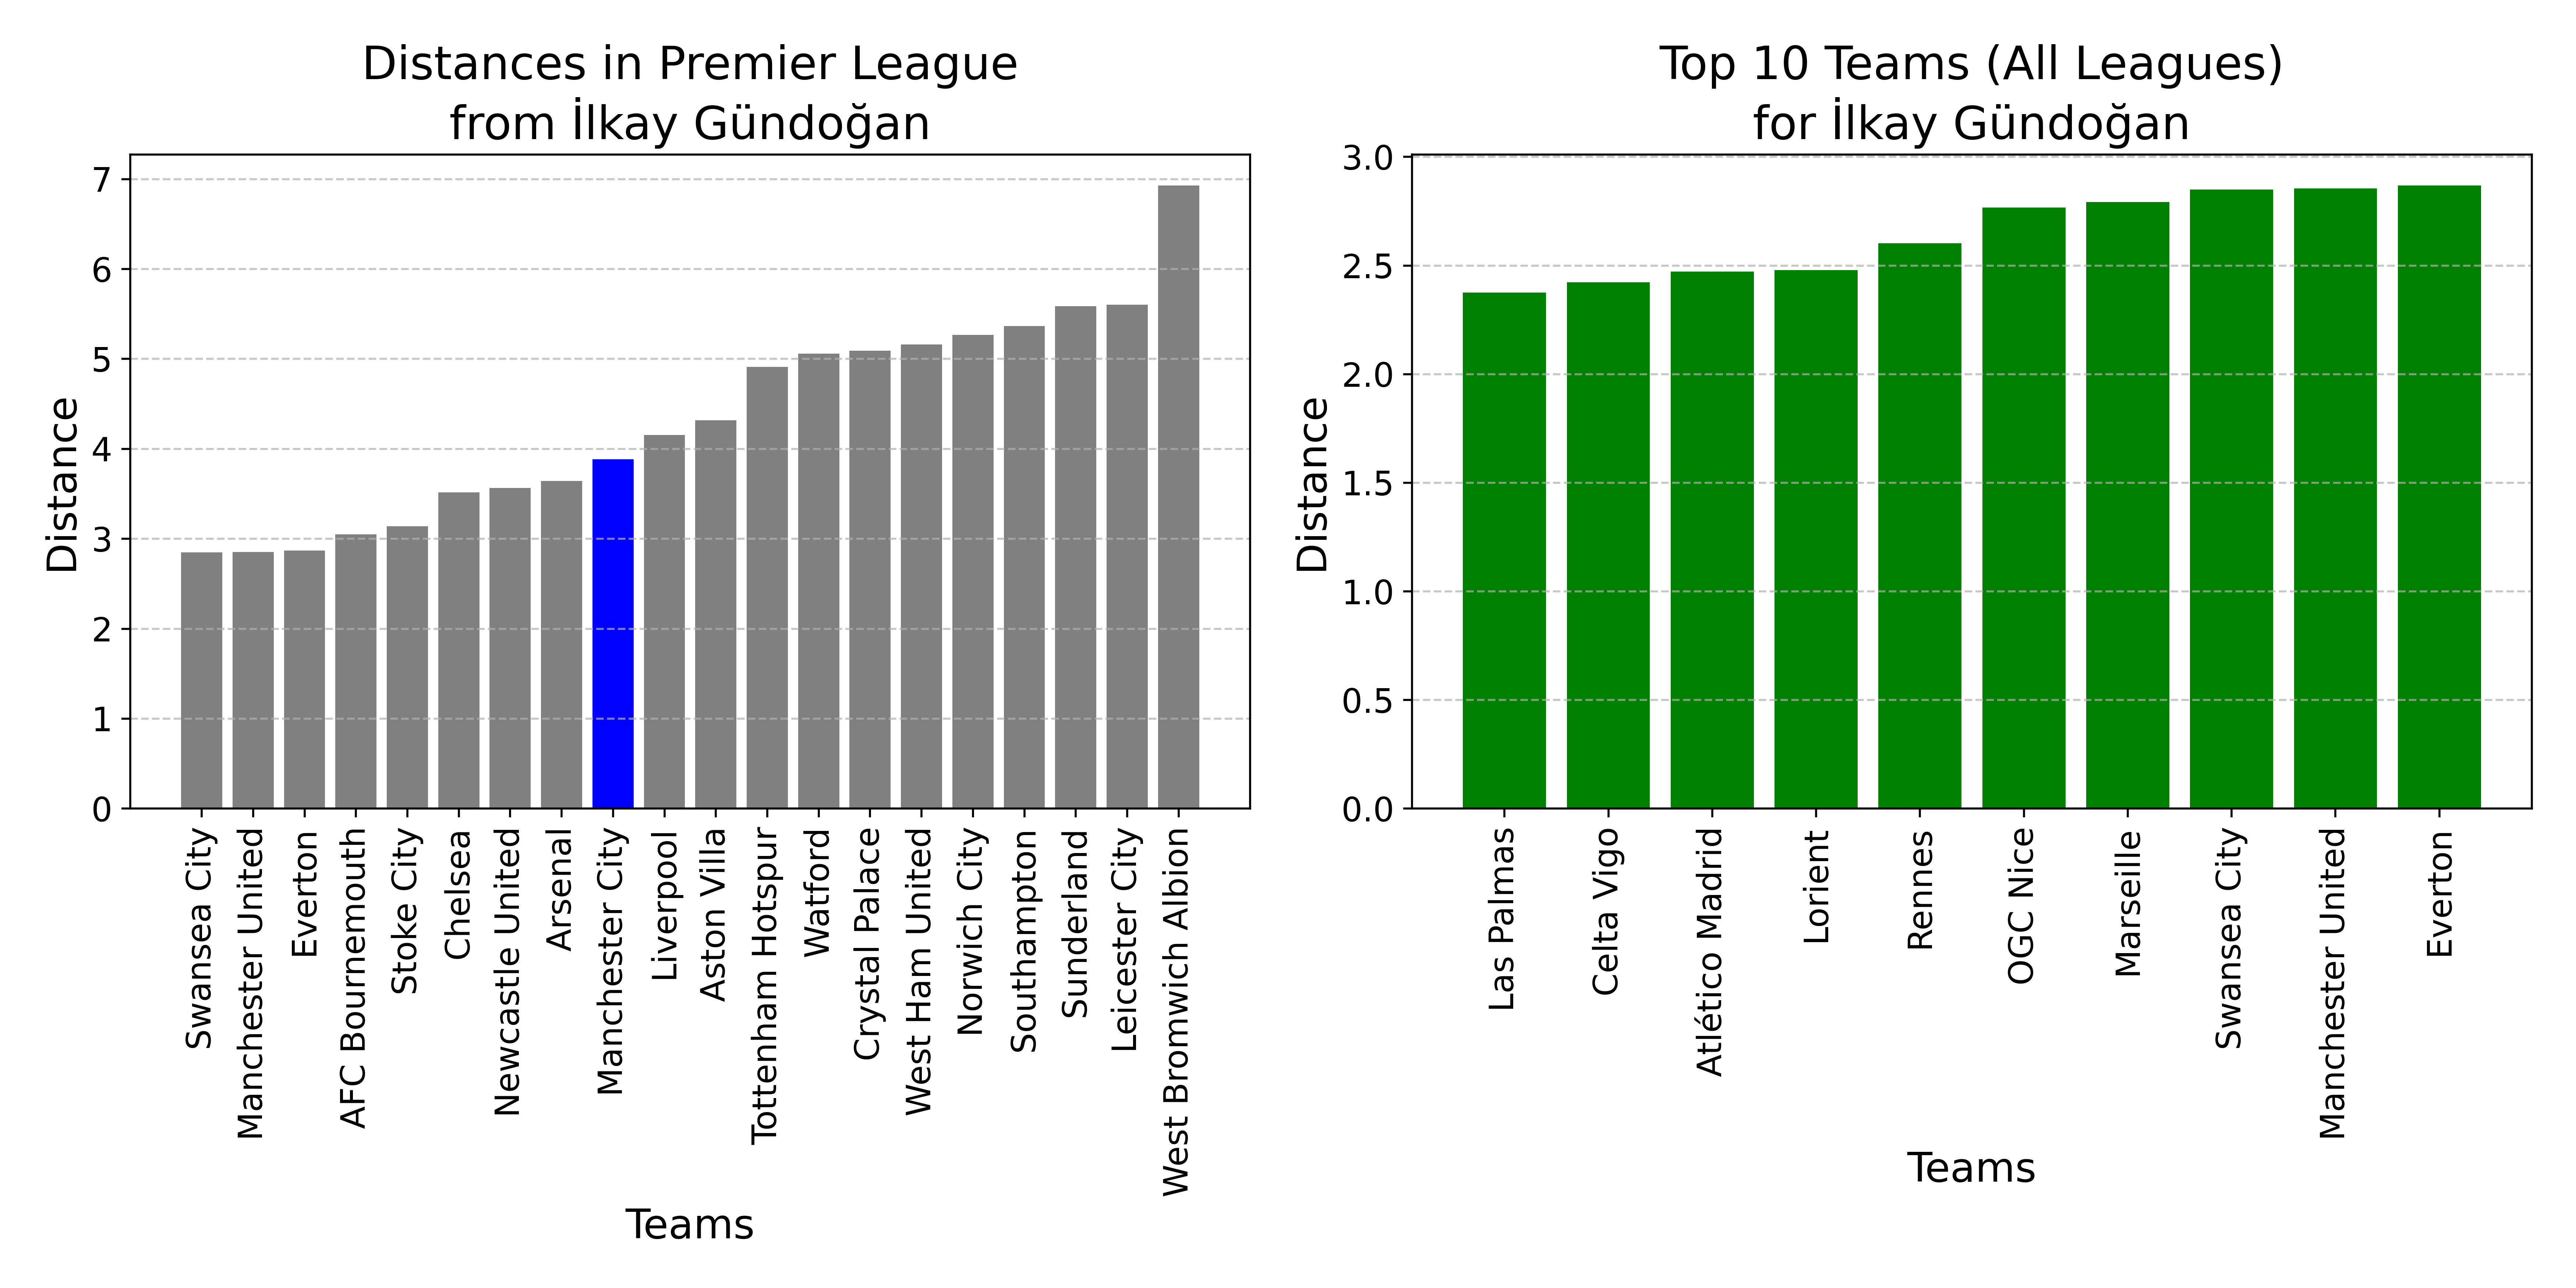 Distances in Premier League
from İlkay Gündoğan
7
6
5
4
3
2
1
0
Distance
Swansea City
Manchester United
Everton
AFC Bournemouth
Stoke City
Chelsea
Newcastle United
Arsenal
Manchester City
Liverpool
Aston Villa
Tottenham Hotspur
Watford
Crystal Palace
West Ham United
Norwich City
Southampton
Sunderland
Leicester City
West Bromwich Albion
Teams
Top 10 Teams (All Leagues)
for İlkay Gündoğan
3.0
2.5
2.0
1.5
1.0
0.5
0.0
Distance
Las Palmas
Celta Vigo
Atlético Madrid
Lorient
Rennes
OGC Nice
Marseille
Swansea City
Manchester United
Everton
Teams